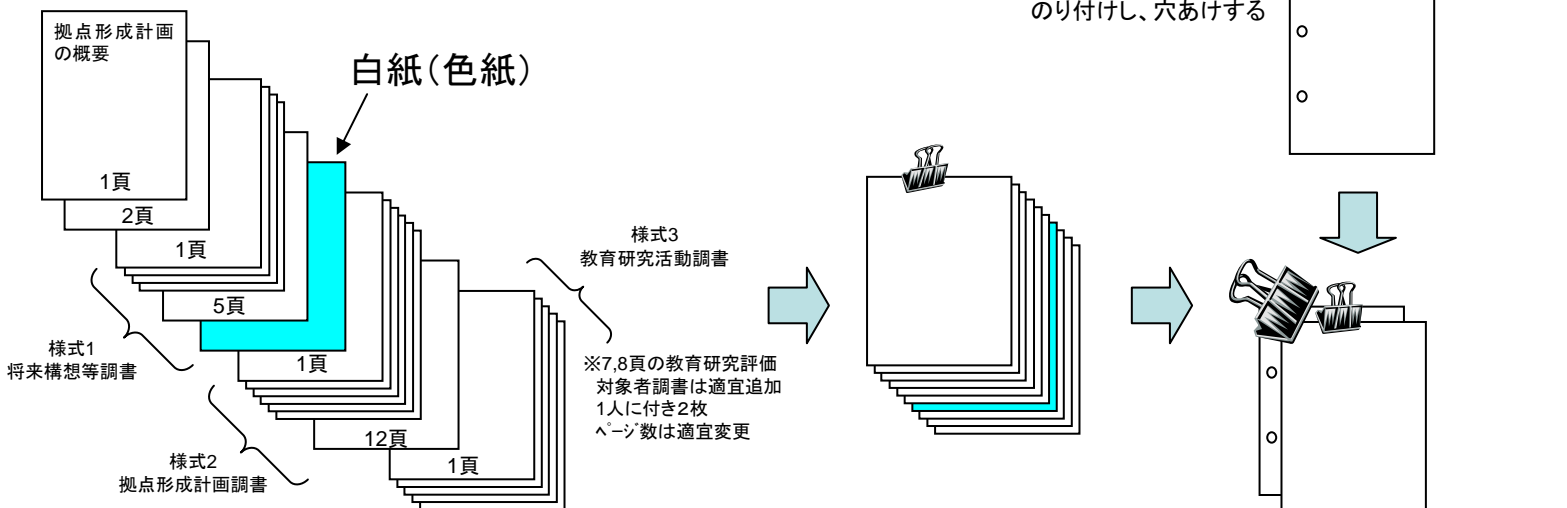 のり付けし、穴あけする
拠点形成計画
の概要
白紙(色紙)
1頁
2頁
1頁
5頁
様式1
将来構想等調書
1頁
12頁
様式2
拠点形成計画調書
1頁
様式3
教育研究活動調書
※7,8頁の教育研究評価
対象者調書は適宜追加
1人に付き2枚
ページ数は適宜変更